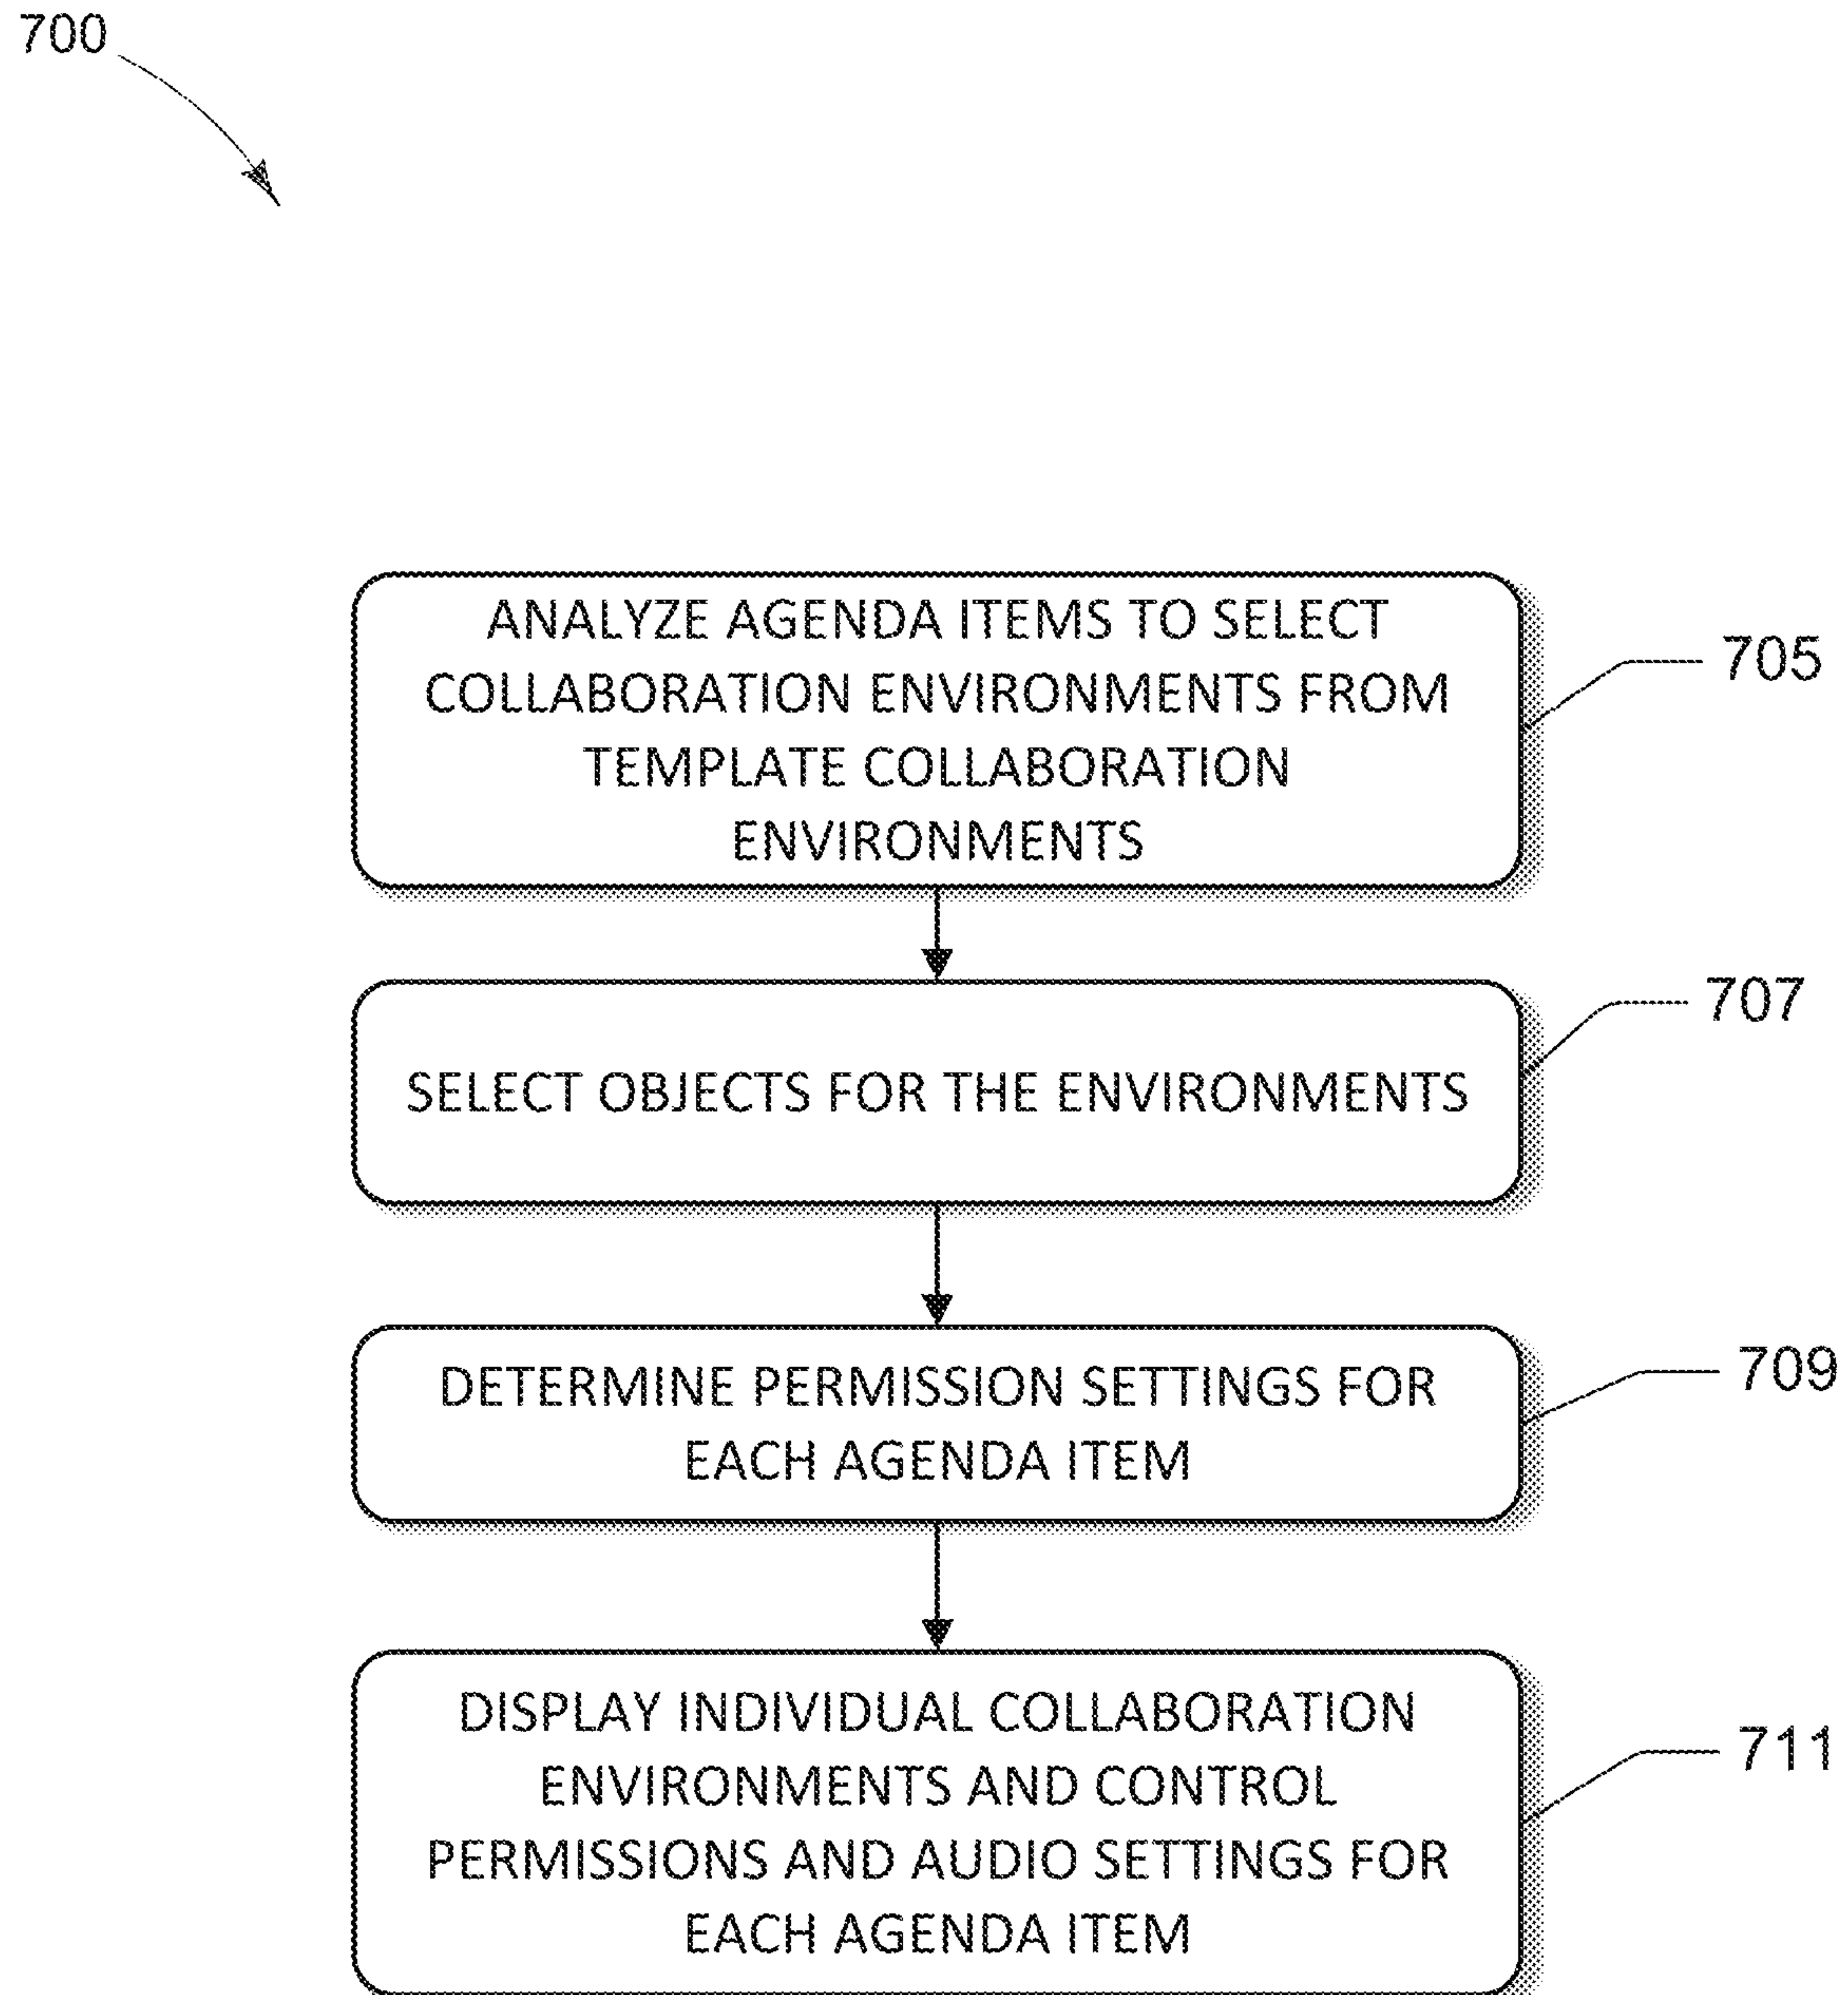 700
ANALYZE AGENDA ITEMS TO SELECT
COLLABORATION ENVIRONMENTS FROM
TEMPLATE COLLABORATION
ENVIRONMENTS
705
SELECT OBJECTS FOR THE ENVIRONMENTS
707
DETERMINE PERMISSION SETTINGS FOR
EACH AGENDA ITEM
709
DISPLAY INDIVIDUAL COLLABORATION
ENVIRONMENTS AND CONTROL
PERMISSIONS AND AUDIO SETTINGS FOR
EACH AGENDA ITEM
711